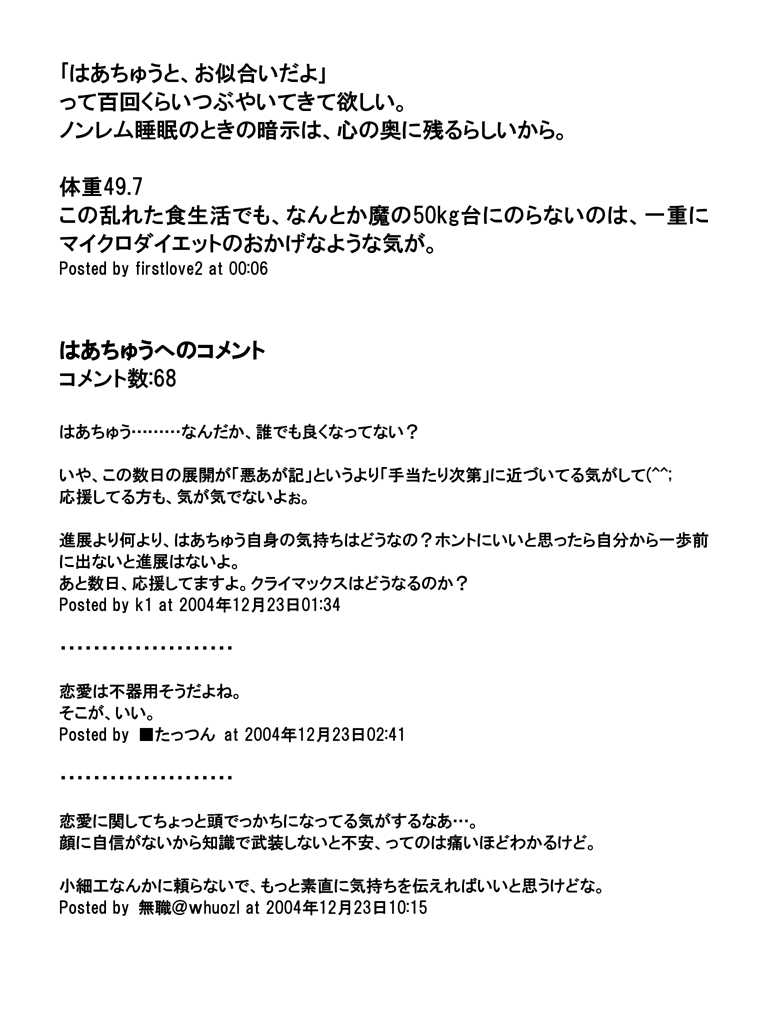 「はあちゅうと、お似合いだよ」
って百回くらいつぶやいてきて欲しい。
ノンレム睡眠のときの暗示は、心の奥に残るらしいから。
体重49.7
この乱れた食生活でも、なんとか魔の50kg台にのらないのは、一重に
マイクロダイエットのおかげなような気が。
Posted by firstlove2 at 00:06
はあちゅうへのコメント
コメント数:68
はあちゅう………なんだか、誰でも良くなってない？
いや、この数日の展開が「悪あが記」というより「手当たり次第」に近づいてる気がして(^^;
応援してる方も、気が気でないよぉ。
進展より何より、はあちゅう自身の気持ちはどうなの？ホントにいいと思ったら自分から一歩前
に出ないと進展はないよ。
あと数日、応援してますよ。クライマックスはどうなるのか？
Posted by k1 at 2004年12月23日01:34
・・・・・・・・・・・・・・・・・・・・・
恋愛は不器用そうだよね。
そこが、いい。
Posted by ■たっつん at 2004年12月23日02:41
・・・・・・・・・・・・・・・・・・・・・
恋愛に関してちょっと頭でっかちになってる気がするなあ…。
顔に自信がないから知識で武装しないと不安、ってのは痛いほどわかるけど。
小細工なんかに頼らないで、もっと素直に気持ちを伝えればいいと思うけどな。
Posted by 無職＠ｗhuozl at 2004年12月23日10:15